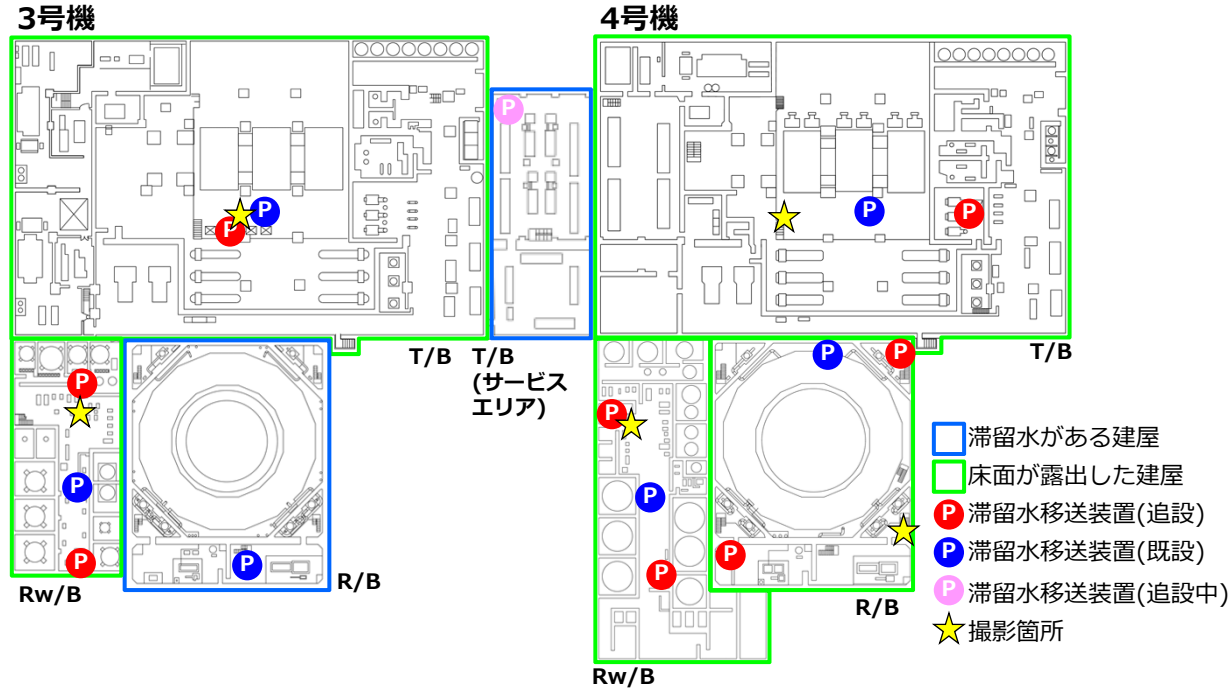 3号機
4号機
P
P
P
P
P
T/B
T/B
(サービス
エリア)
T/B
P
P
P
P
Rw/B
R/B
P
P
P
P
P
P
R/B
Rw/B
滞留水がある建屋
床面が露出した建屋
P 滞留水移送装置(追設)
P 滞留水移送装置(既設)
P 滞留水移送装置(追設中)
撮影箇所